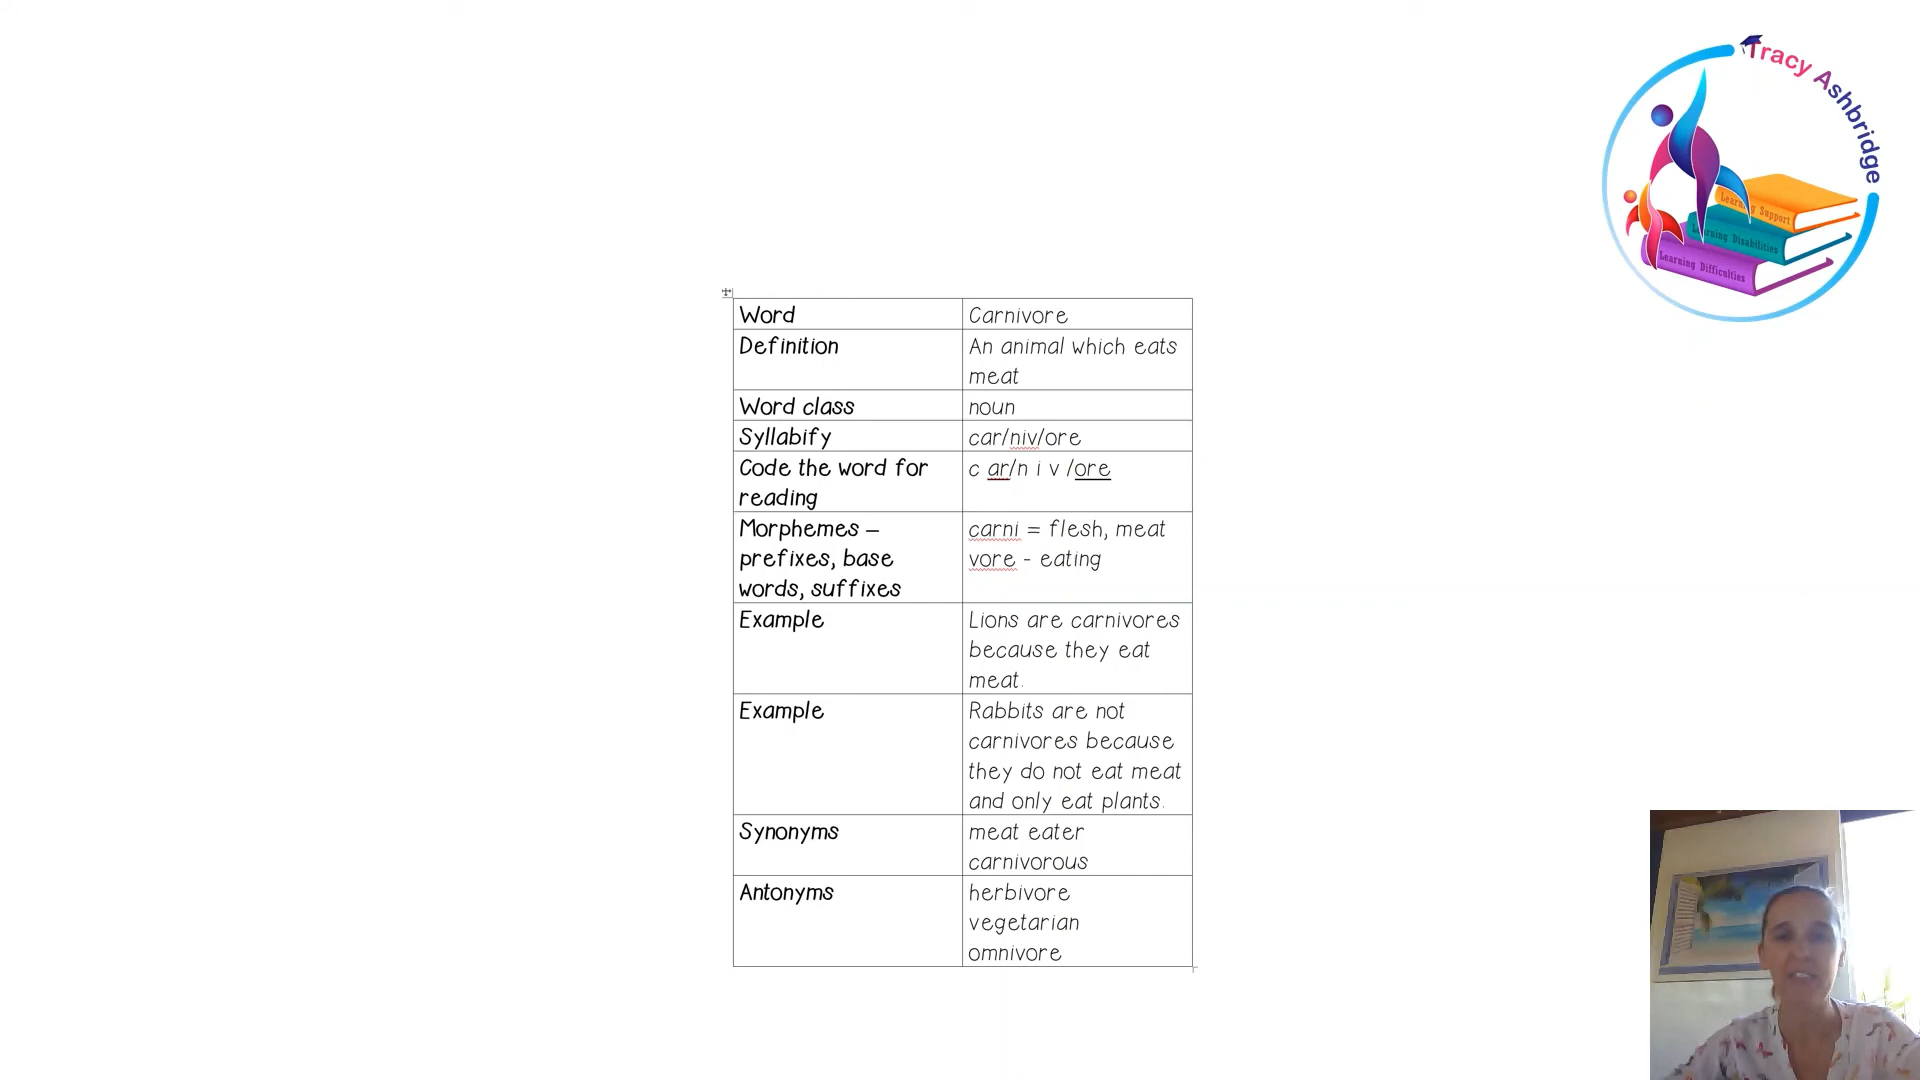 Tracy Ashbridge
Learning Support
Learning Disabilities
Learning Difficulties
Word Carnivore
Definition An animal which eats
meat
Word class noun
Syllabify car/niv/ore
Code the word for c ar/n i v /ore
reading
Morphemes – carni = flesh, meat
prefixes, base vore - eating
words, suffixes
Example Lions are carnivores
because they eat
meat.
Example Rabbits are not
carnivores because
they do not eat meat
and only eat plants.
Synonyms meat eater
carnivorous
Antonyms herbivore
vegetarian
omnivore